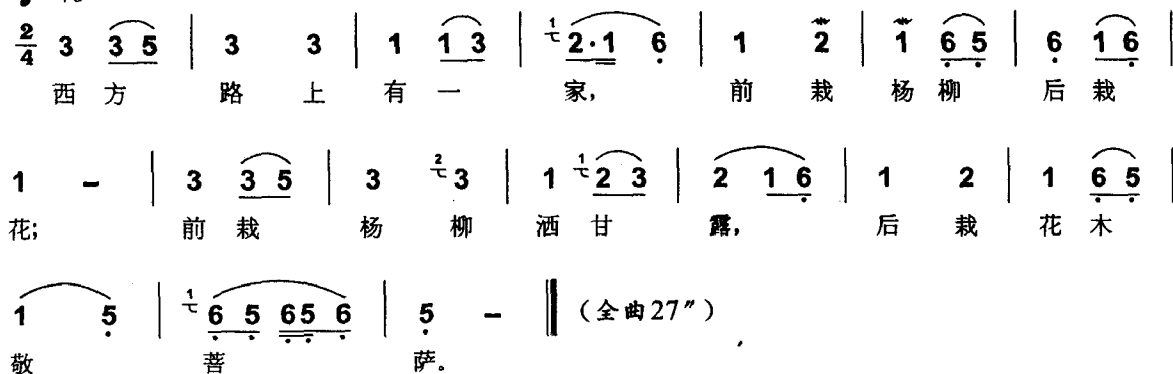 2/4 3 3 5 | 3 3 | 1 1 3 | 1 2·1 6 | 1 2 | 1 6 5 | 6 1 6 |
西 方 路 上 有 一 家, 前 栽 杨 柳 后 栽
1 – | 3 3 5 | 3 2 3 | 1 1 2 3 | 2 1 6 | 1 2 | 1 6 5 |
花; 前 栽 杨 柳 洒 甘 露, 后 栽 花 木
1 5 | 1 6 5 65 6 | 5 – ‖ (全曲27″)
敬 菩 萨。